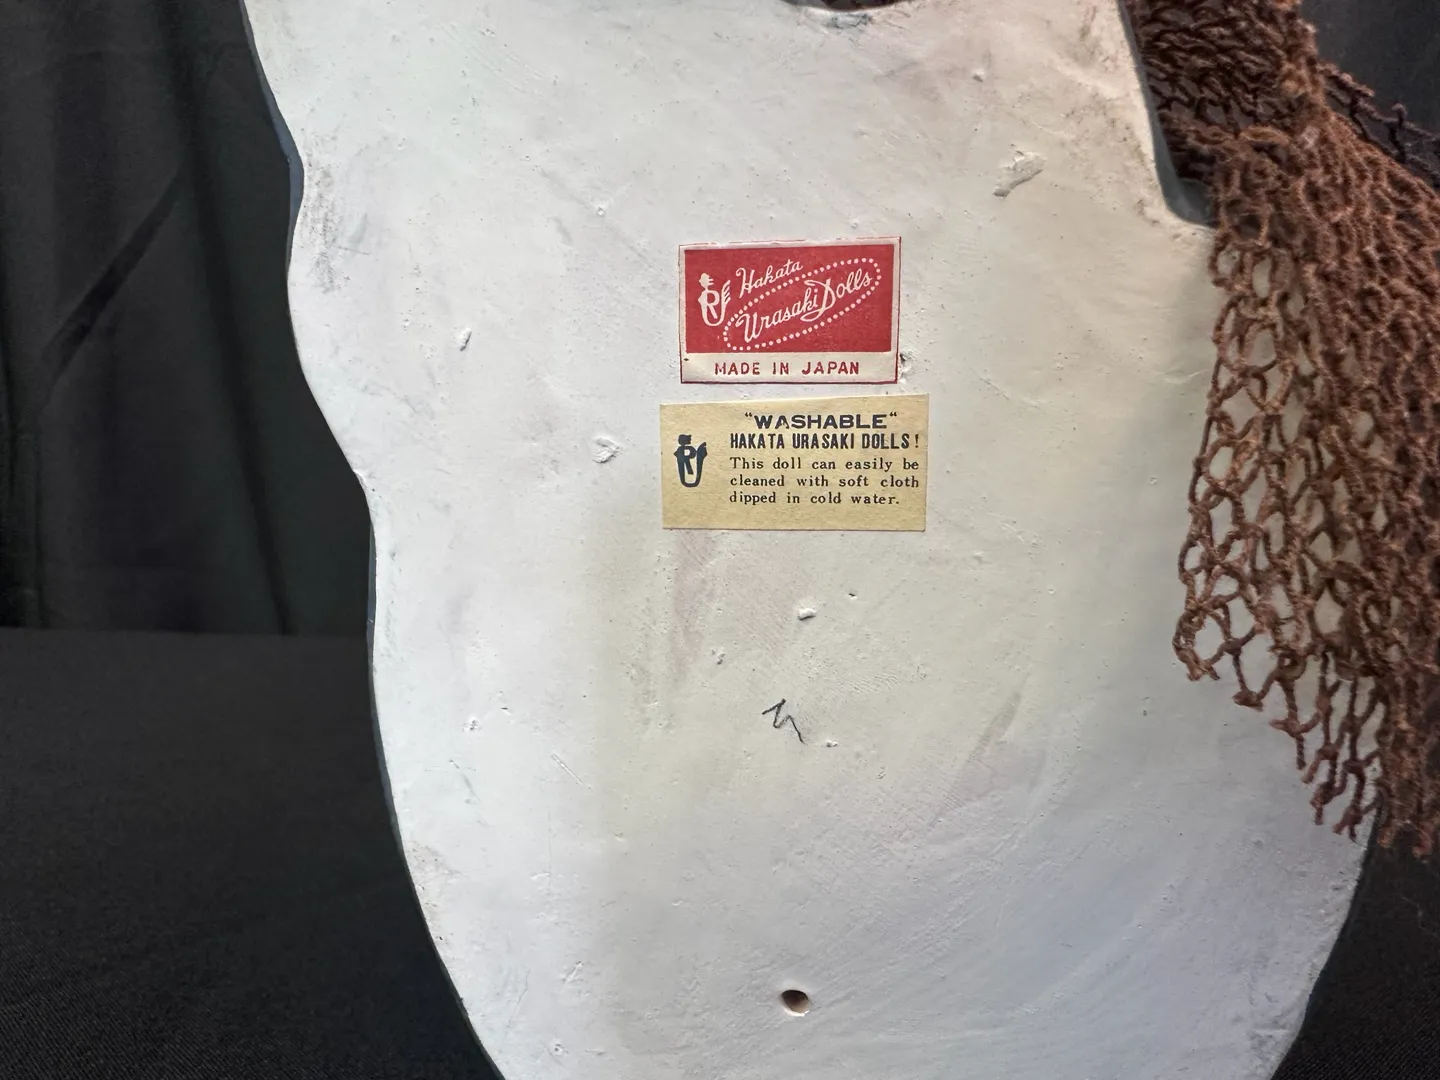 Hakata
Urasaki Dolls
MADE IN JAPAN
"WASHABLE"
HAKATA URASAKI DOLLS!
This doll can easily be
cleaned with soft cloth
dipped in cold water.